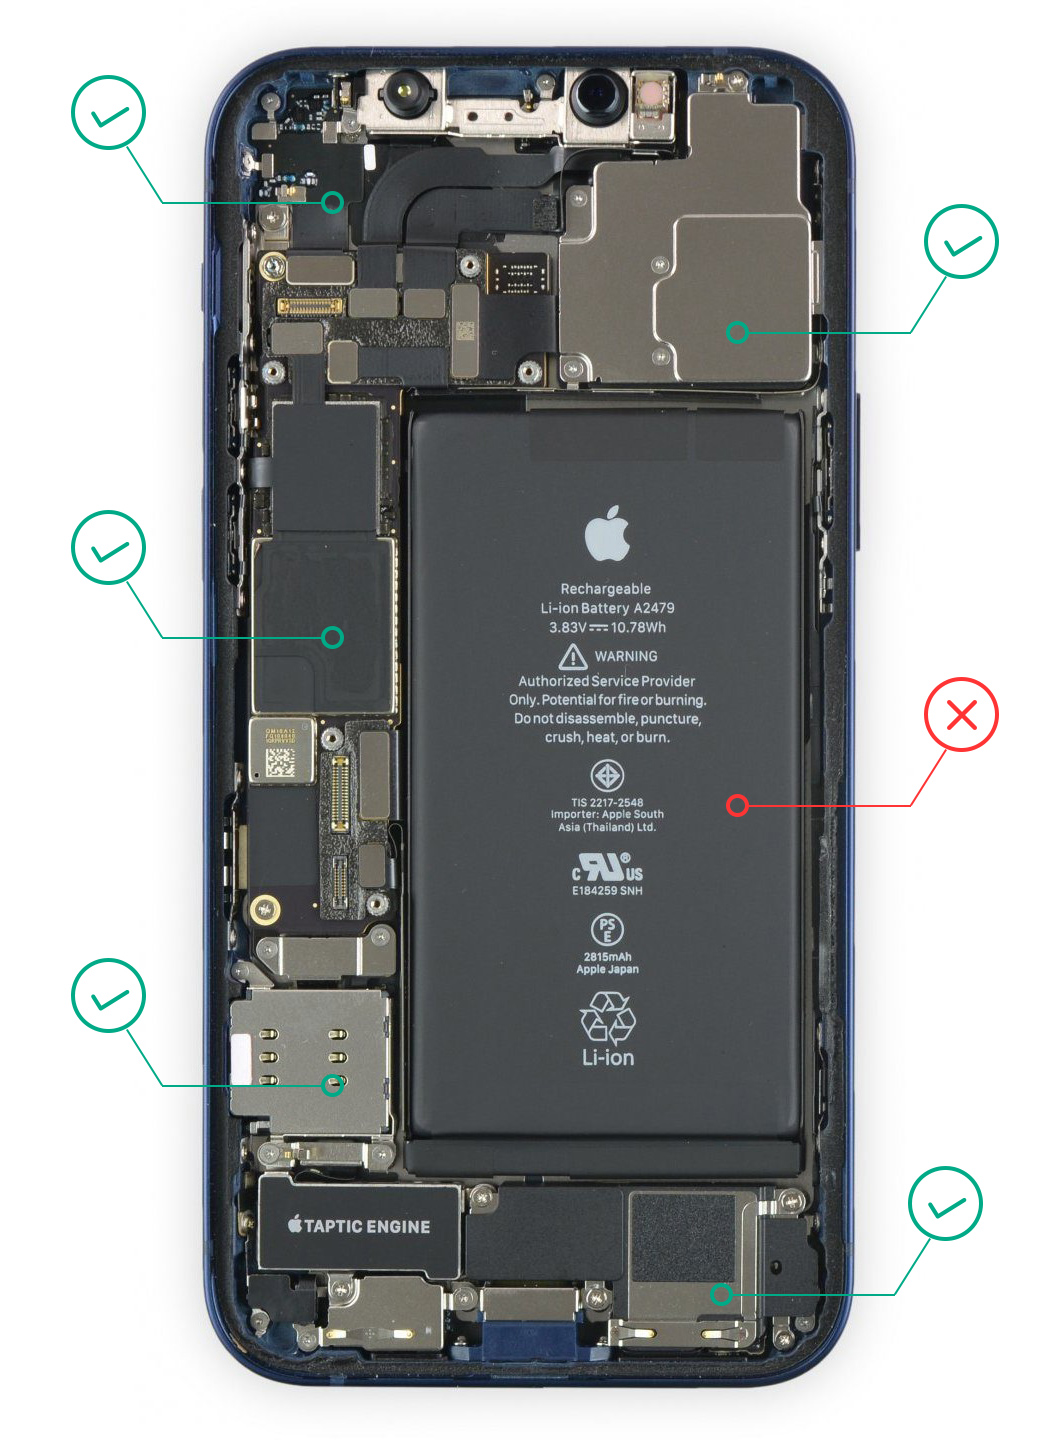 Rechargeable
Li-ion Battery A2479
3.83V 10.78Wh
WARNING
Authorized Service Provider
Only. Potential for fire or burning.
Do not disassemble, puncture,
crush, heat, or burn.
TIS 2217-2548
Importer: Apple South
Asia (Thailand) Ltd.
c RU® US
E184259 SNH
PS
E
2815mAh
Apple Japan
Li-ion
TAPTIC ENGINE